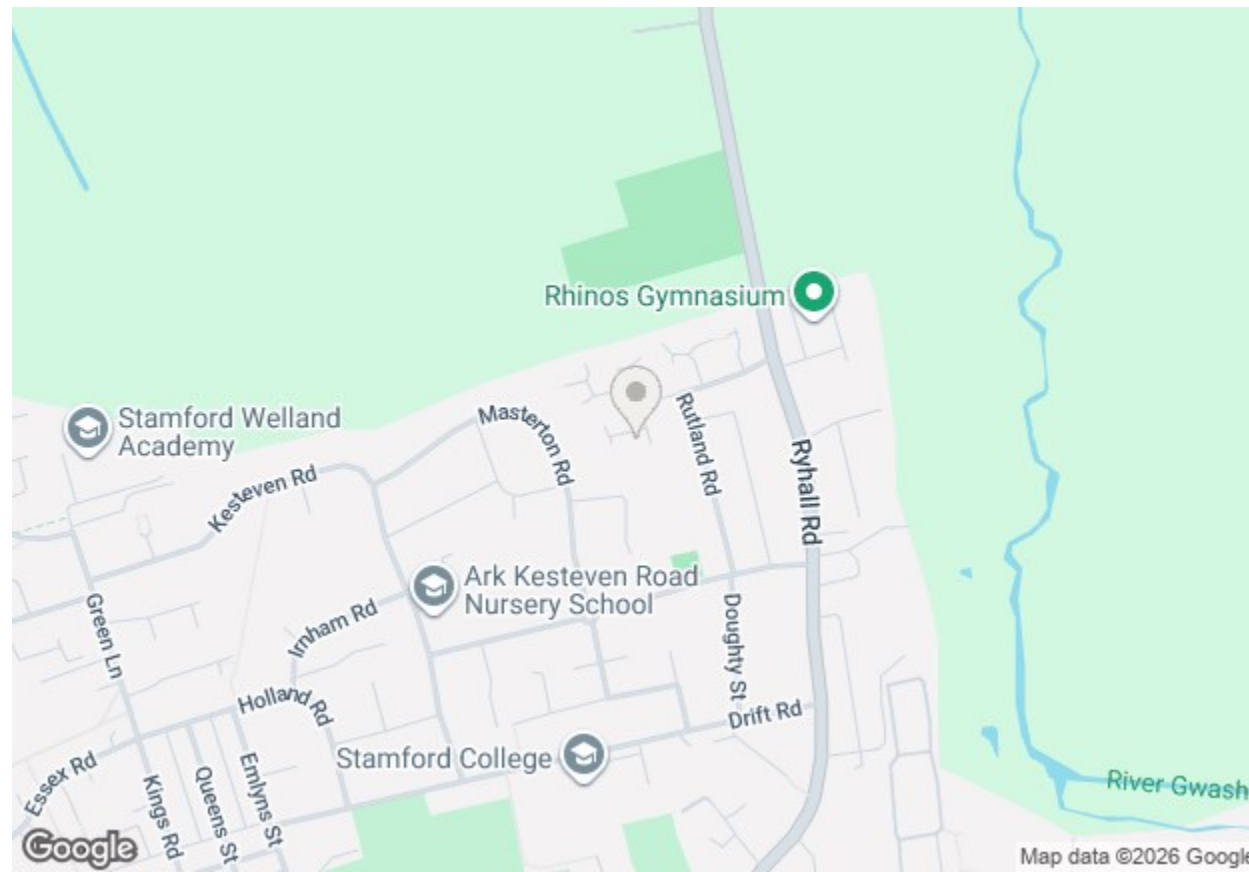 Rhinos Gymnasium
Stamford Welland
Academy
Masterton Rd
Rutland Rd
Ryhall Rd
Kesteven Rd
Ark Kesteven Road
Nursery School
Green Ln
Irnham Rd
Doughty St
Holland Rd
Drift Rd
Stamford College
Essex Rd
Kings Rd
Queens St
Emlyns St
River Gwash
Google
Map data ©2026 Google